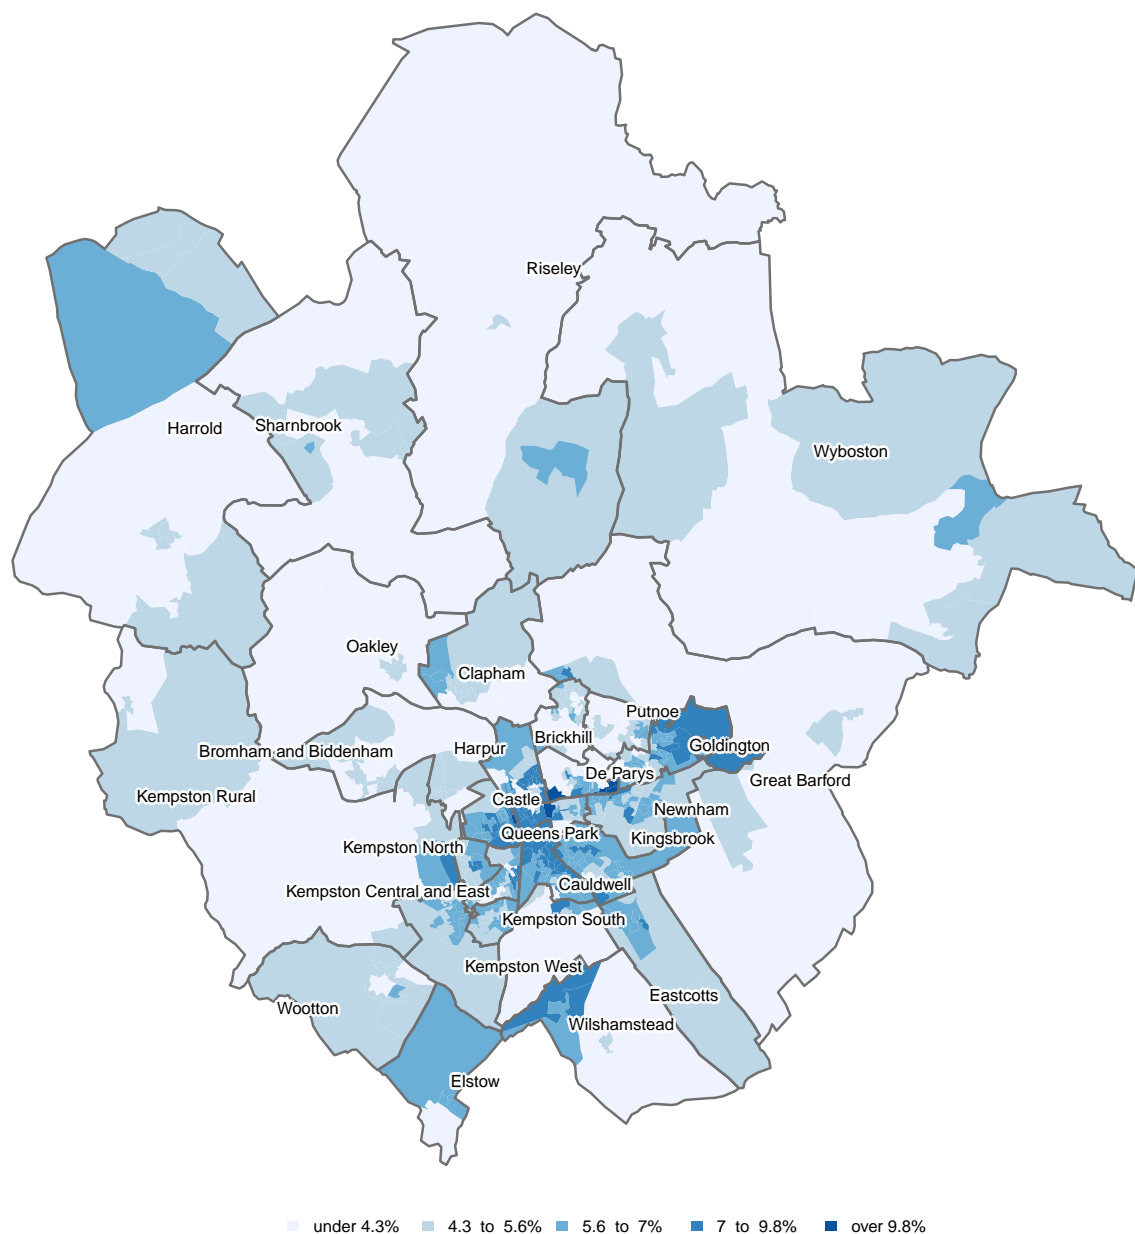 Riseley
Harrold
Sharnbrook
Wyboston
Oakley
Clapham
Putnoe
Bromham and Biddenham
Harpur
Brickhill
Goldington
De Parys
Great Barford
Kempston Rural
Castle
Newnham
Queens Park
Kingsbrook
Kempston North
Kempston Central and East
Cauldwell
Kempston South
Kempston West
Eastcotts
Wootton
Wilshamstead
Elstow
under 4.3% 4.3 to 5.6% 5.6 to 7% 7 to 9.8% over 9.8%